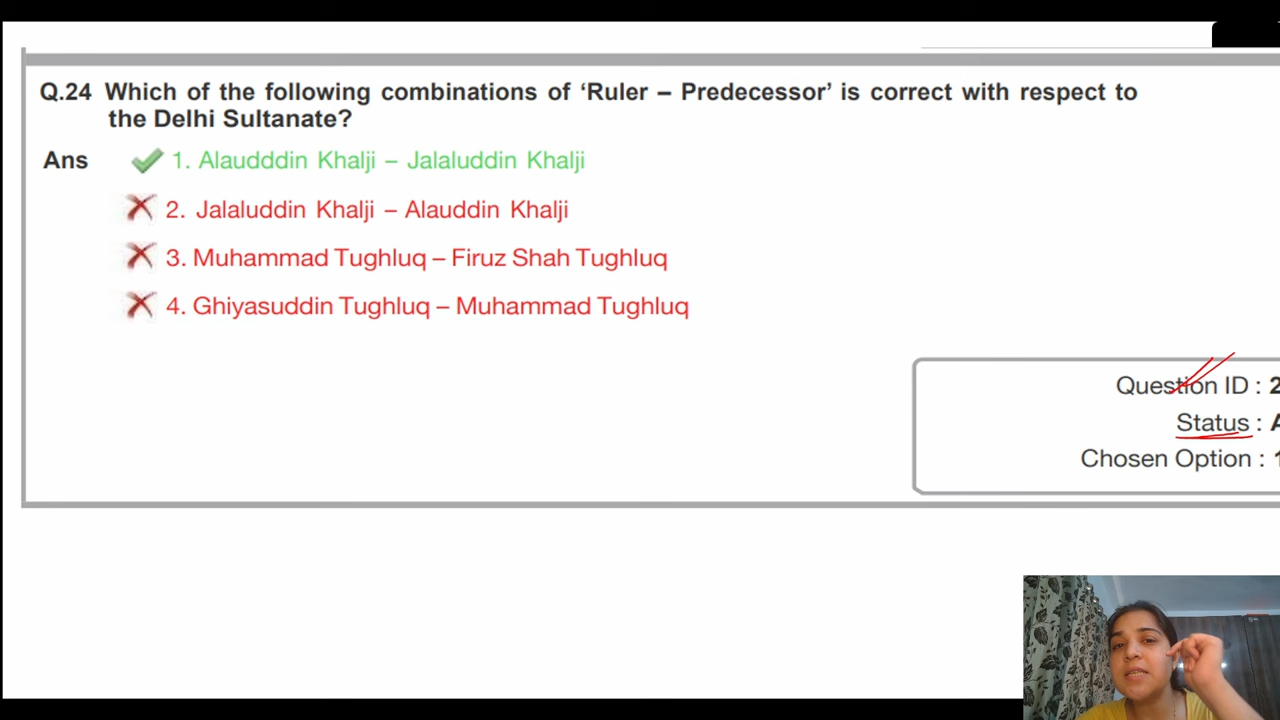 Q.24 Which of the following combinations of ‘Ruler – Predecessor’ is correct with respect to
the Delhi Sultanate?
Ans 1. Alaudddin Khalji – Jalaluddin Khalji
2. Jalaluddin Khalji – Alauddin Khalji
3. Muhammad Tughluq – Firuz Shah Tughluq
4. Ghiyasuddin Tughluq – Muhammad Tughluq
Question ID : 2
Status :
Chosen Option : 1